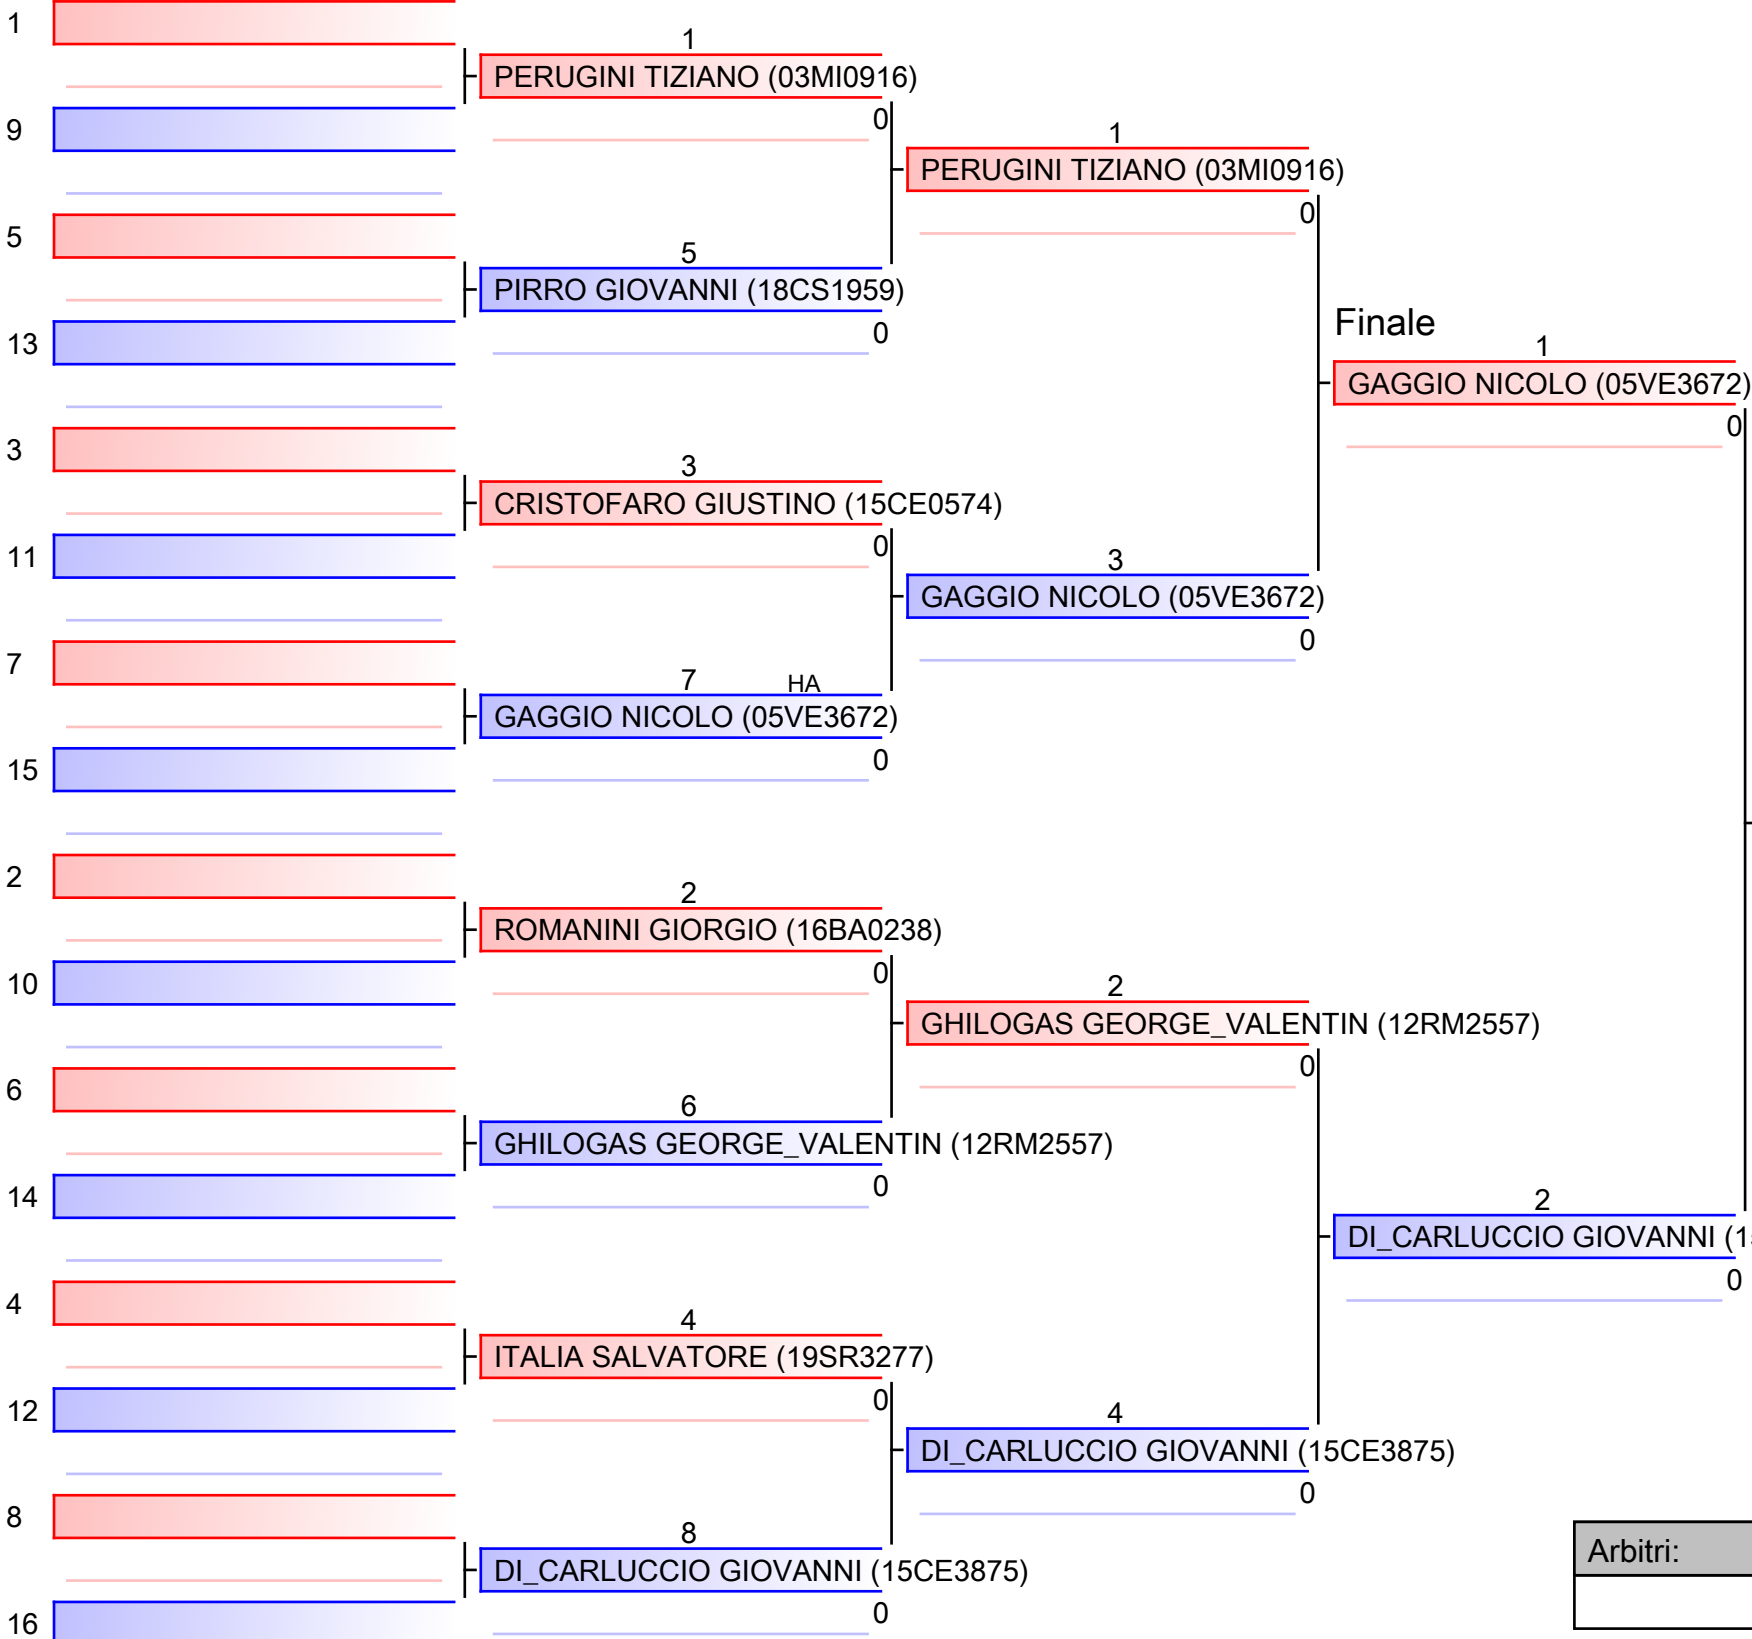 1
1
PERUGINI TIZIANO (03MI0916)
0
9
1
PERUGINI TIZIANO (03MI0916)
0
5
5
PIRRO GIOVANNI (18CS1959)
0
13
Finale
1
GAGGIO NICOLO (05VE3672)
0
3
3
CRISTOFARO GIUSTINO (15CE0574)
0
11
3
GAGGIO NICOLO (05VE3672)
0
7
7 HA
GAGGIO NICOLO (05VE3672)
0
15
2
2
ROMANINI GIORGIO (16BA0238)
0
10
2
GHILOGAS GEORGE_VALENTIN (12RM2557)
0
6
6
GHILOGAS GEORGE_VALENTIN (12RM2557)
0
14
2
DI_CARLUCCIO GIOVANNI
0
4
4
ITALIA SALVATORE (19SR3277)
0
12
4
DI_CARLUCCIO GIOVANNI (15CE3875)
0
8
8
DI_CARLUCCIO GIOVANNI (15CE3875)
0
16
Arbitri: